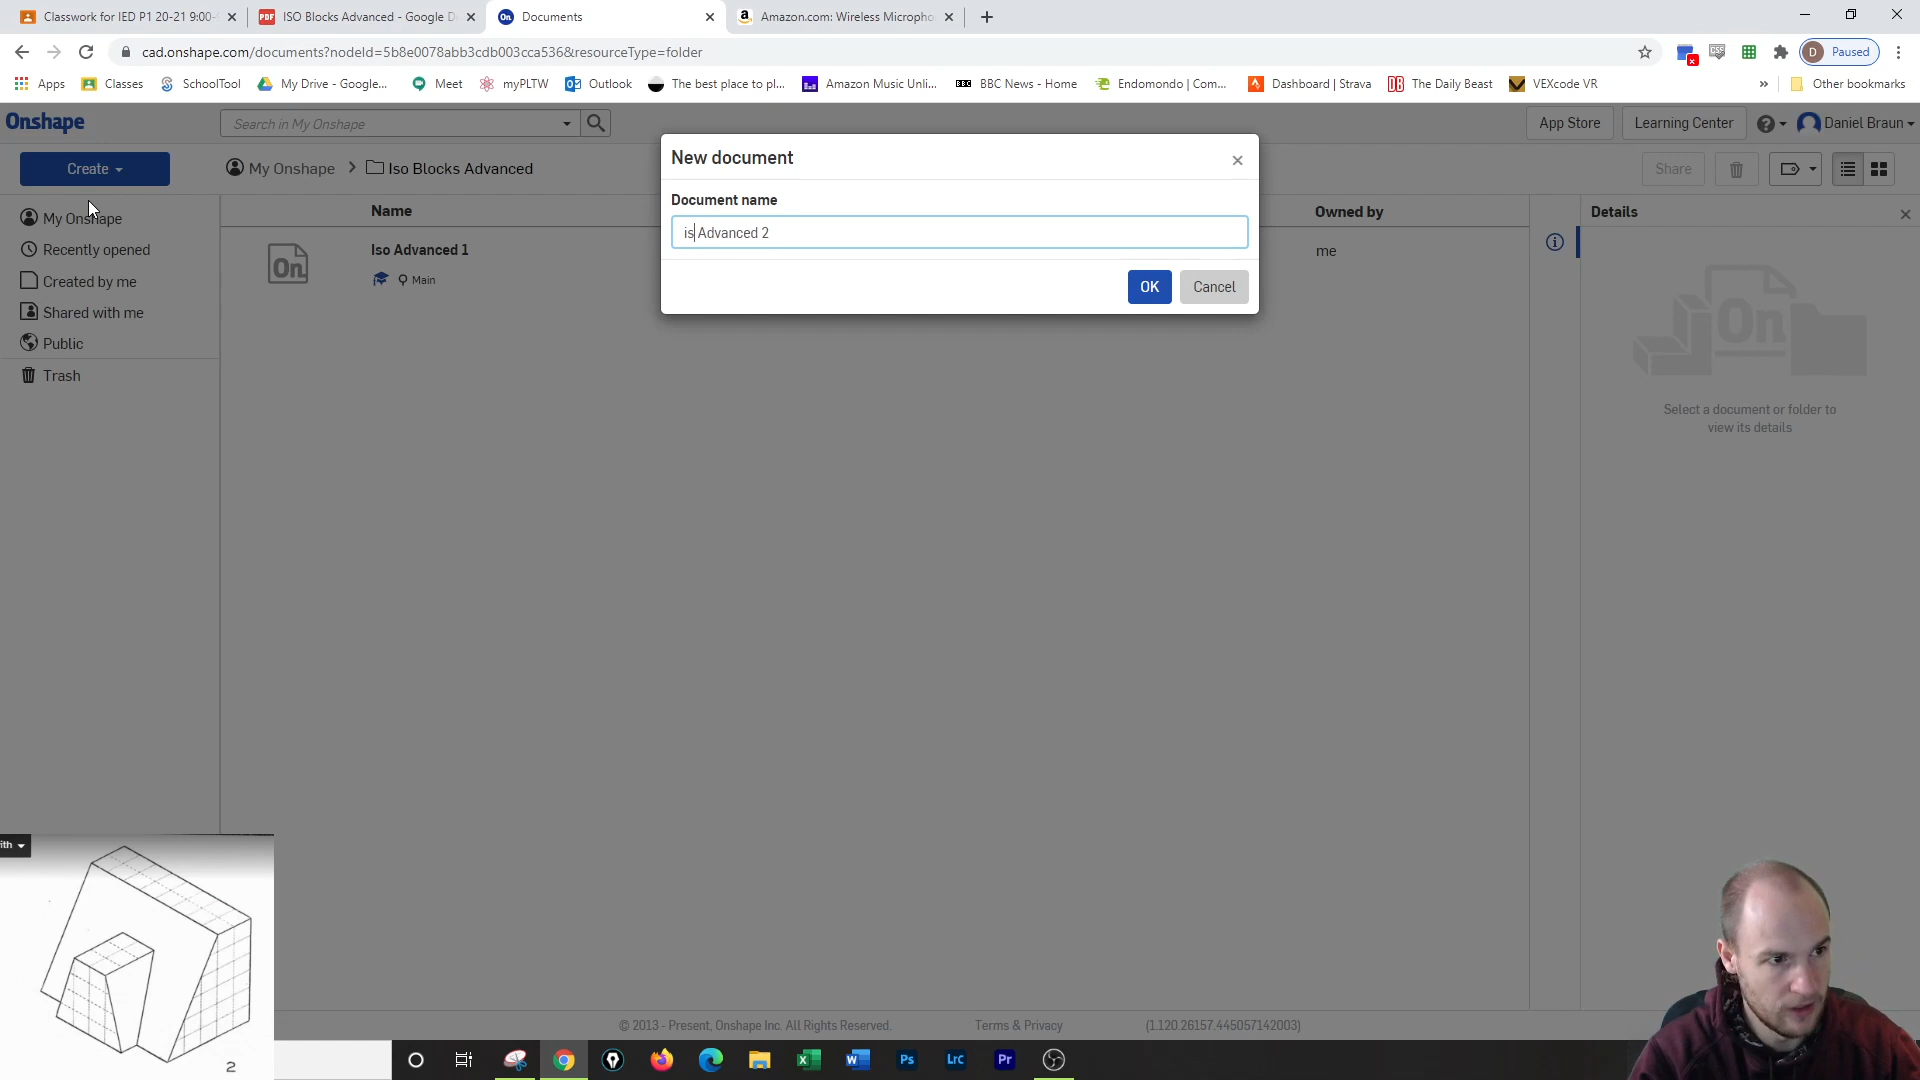 Classwork for IED P1 20-21 9:00-
ISO Blocks Advanced - Google D
Documents
Amazon.com: Wireless Micropho
cad.onshape.com/documents?nodeId=5b8e0078abb3cdb003cca536&resourceType=folder
D Paused
Apps Classes SchoolTool My Drive - Google... Meet myPLTW Outlook The best place to pl... Amazon Music Unli... BBC News - Home Endomondo | Com... Dashboard | Strava The Daily Beast VEXcode VR » Other bookmarks
Onshape Search in My Onshape App Store Learning Center Daniel Braun
Create My Onshape > Iso Blocks Advanced Share
New document
Document name
is Advanced 2
OK Cancel
My Onshape
Recently opened
Created by me
Shared with me
Public
Trash
Name Owned by
Iso Advanced 1 me
Main
Details
Select a document or folder to
view its details
ith
2
© 2013 - Present, Onshape Inc. All Rights Reserved. Terms & Privacy (1.120.26157.445057142003)
Ps Lrc Pr